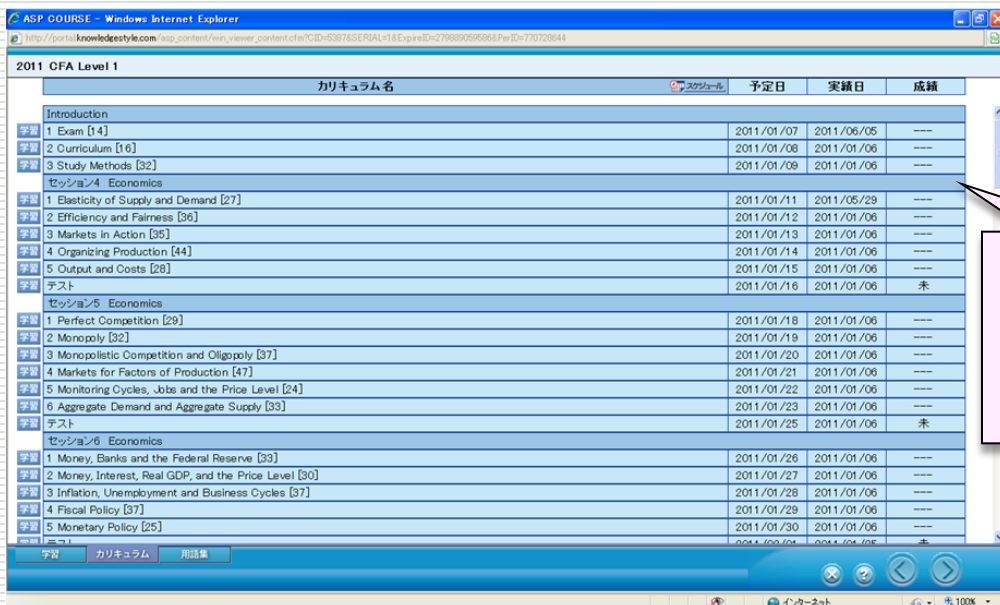 ASP COURSE - Windows Internet Explorer
http://portal.knowledgestyle.com/asp_content/win_viewer_content.cfm?CID=5387&SERIAL=1&ExpireID=2798890595866&PerID=770728644
2011 CFA Level 1
カリキュラム名 スケジュール 予定日 実績日 成績
Introduction
学習 1 Exam [14] 2011/01/07 2011/06/05 ---
学習 2 Curriculum [16] 2011/01/08 2011/01/06 ---
学習 3 Study Methods [32] 2011/01/09 2011/01/06 ---
セッション4 Economics
学習 1 Elasticity of Supply and Demand [27] 2011/01/11 2011/05/29 ---
学習 2 Efficiency and Fairness [36] 2011/01/12 2011/01/06 ---
学習 3 Markets in Action [35] 2011/01/13 2011/01/06 ---
学習 4 Organizing Production [44] 2011/01/14 2011/01/06 ---
学習 5 Output and Costs [28] 2011/01/15 2011/01/06 ---
学習 テスト 2011/01/16 2011/01/06 未
セッション5 Economics
学習 1 Perfect Competition [29] 2011/01/18 2011/01/06 ---
学習 2 Monopoly [32] 2011/01/19 2011/01/06 ---
学習 3 Monopolistic Competition and Oligopoly [37] 2011/01/20 2011/01/06 ---
学習 4 Markets for Factors of Production [47] 2011/01/21 2011/01/06 ---
学習 5 Monitoring Cycles, Jobs and the Price Level [24] 2011/01/22 2011/01/06 ---
学習 6 Aggregate Demand and Aggregate Supply [33] 2011/01/23 2011/01/06 ---
学習 テスト 2011/01/25 2011/01/06 未
セッション6 Economics
学習 1 Money, Banks and the Federal Reserve [33] 2011/01/26 2011/01/06 ---
学習 2 Money, Interest, Real GDP, and the Price Level [30] 2011/01/27 2011/01/06 ---
学習 3 Inflation, Unemployment and Business Cycles [37] 2011/01/28 2011/01/06 ---
学習 4 Fiscal Policy [37] 2011/01/29 2011/01/06 ---
学習 5 Monetary Policy [25] 2011/01/30 2011/01/06 ---
学習 カリキュラム 用語集
インターネット 100%